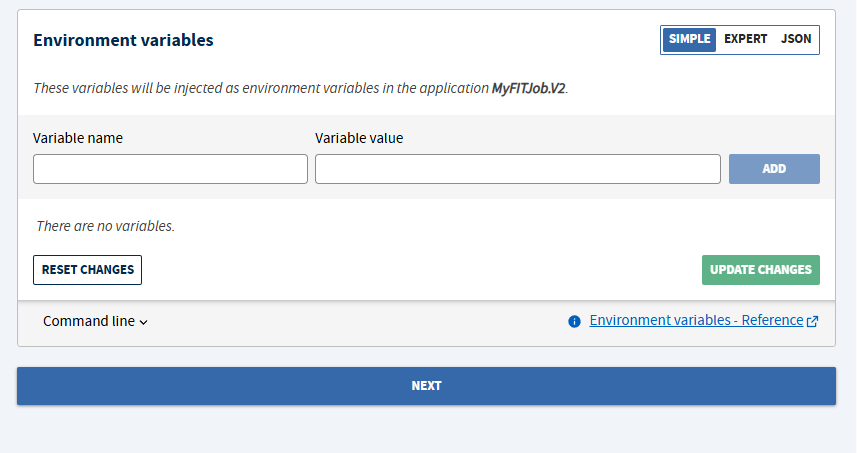 Environment variables
SIMPLE EXPERT JSON
These variables will be injected as environment variables in the application MyFITJob.V2.
Variable name Variable value
ADD
There are no variables.
RESET CHANGES UPDATE CHANGES
Command line Environment variables - Reference
NEXT